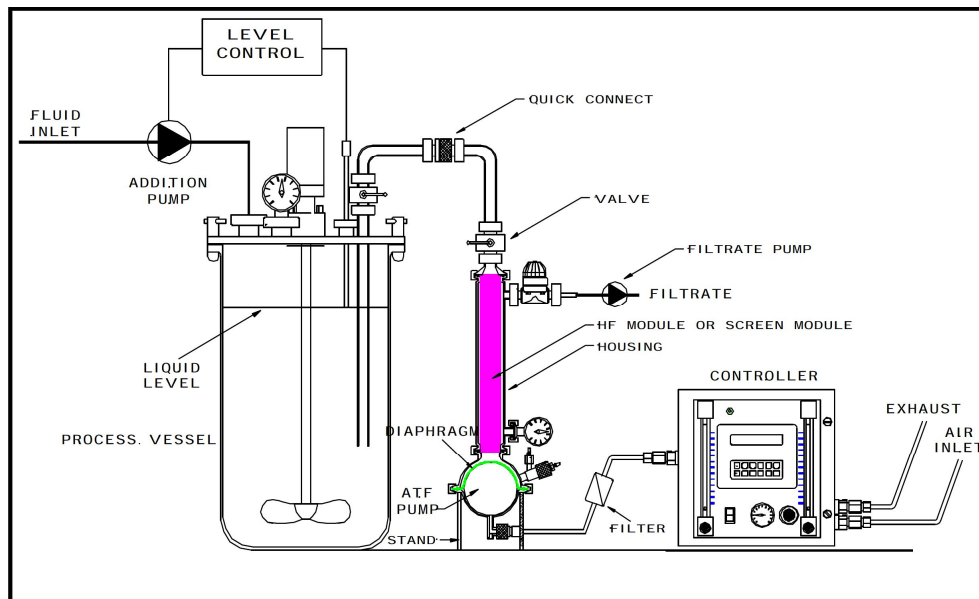 LEVEL
CONTROL
FLUID
INLET
ADDITION
PUMP
QUICK CONNECT
VALVE
FILTRATE PUMP
FILTRATE
HF MODULE OR SCREEN MODULE
HOUSING
LIQUID
LEVEL
CONTROLLER
EXHAUST
AIR
INLET
PROCESS. VESSEL
DIAPHRAGM
A.T.F
PUMP
FILTER
STAND